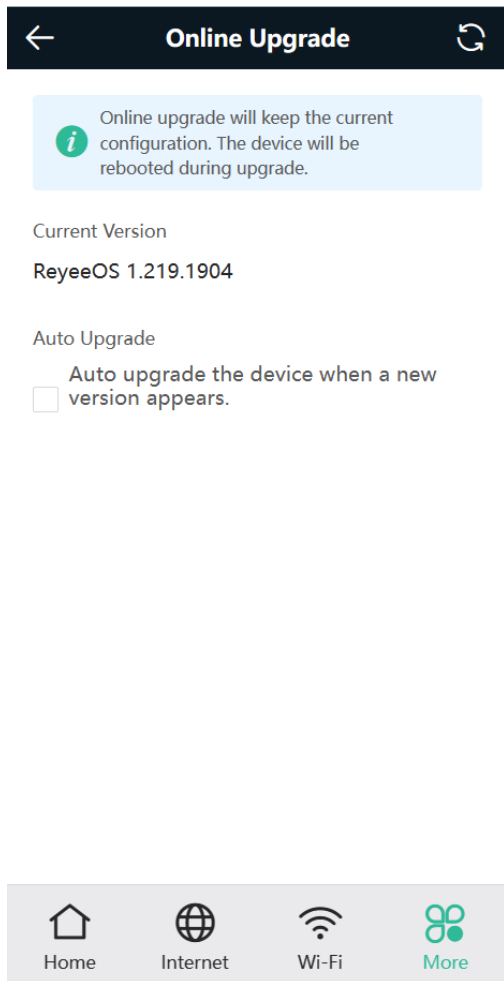 Online Upgrade
Online upgrade will keep the current
configuration. The device will be
rebooted during upgrade.
Current Version
ReyeeOS 1.219.1904
Auto Upgrade
Auto upgrade the device when a new
version appears.
Home
Internet
Wi-Fi
More